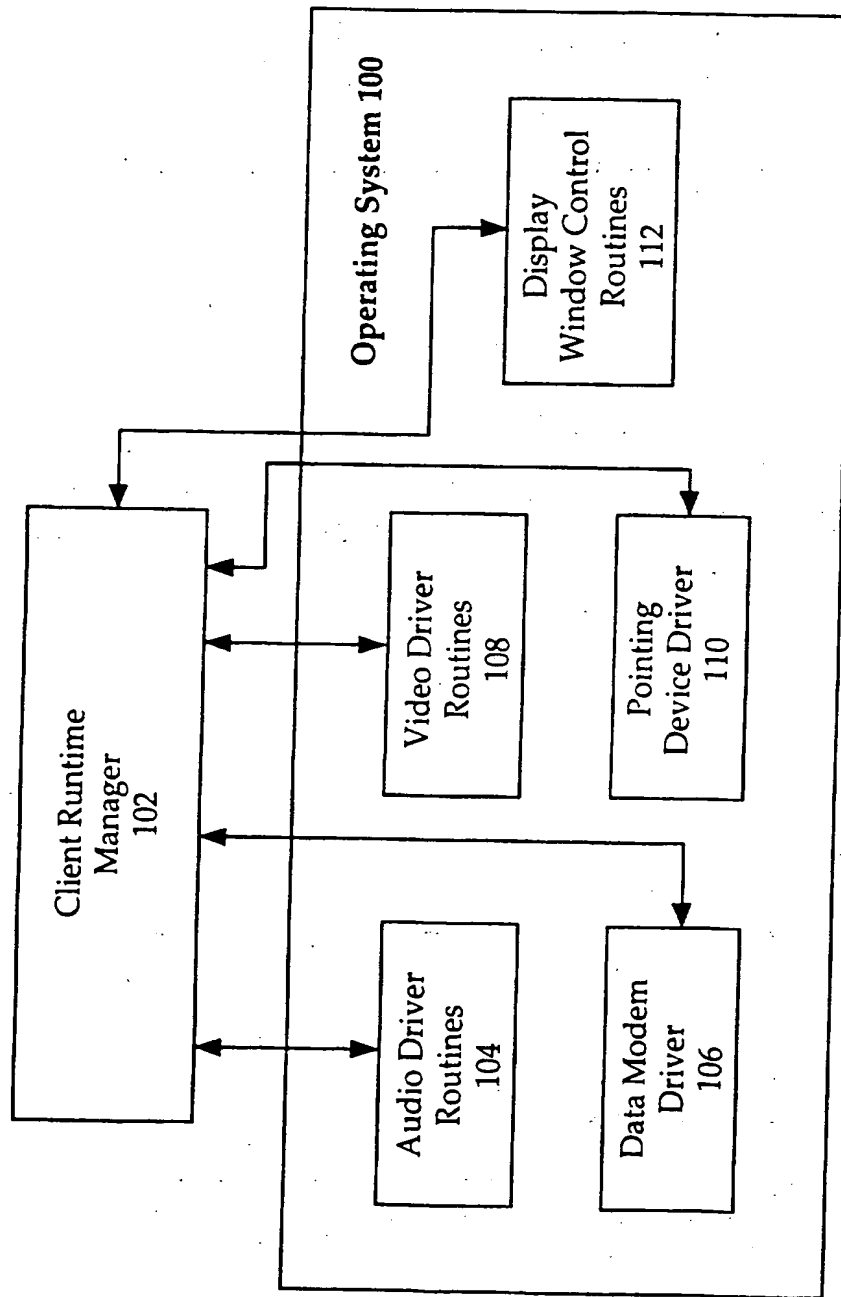 Client Runtime
Manager
102
Operating System 100
Audio Driver
Routines
104
Video Driver
Routines
108
Display
Window Control
Routines
112
Data Modem
Driver
106
Pointing
Device Driver
110